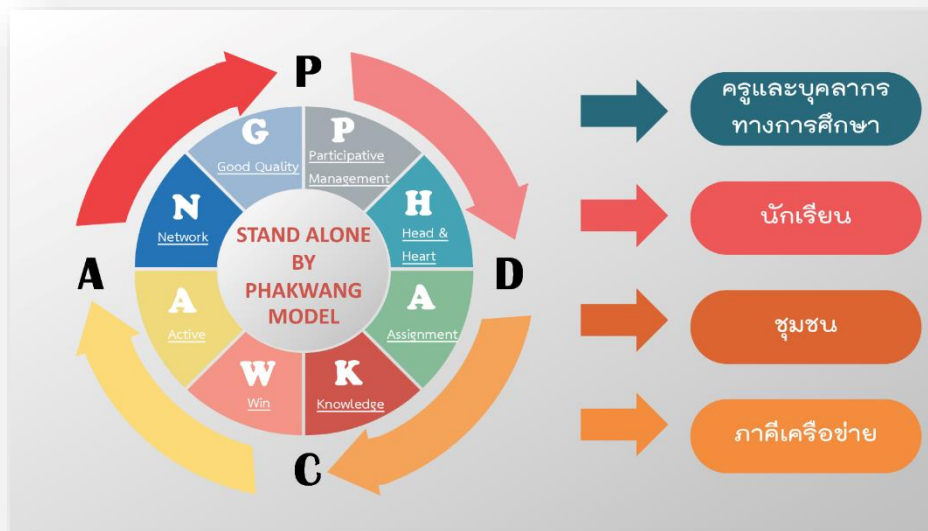 P
G
Good Quality
P
Participative
Management
H
Head &
Heart
N
Network
STAND ALONE
BY
PHAKWANG
MODEL
A
D
A
Active
A
Assignment
W
Win
K
Knowledge
C
ครูและบุคลากร
ทางการศึกษา
นักเรียน
ชุมชน
ภาคีเครือข่าย